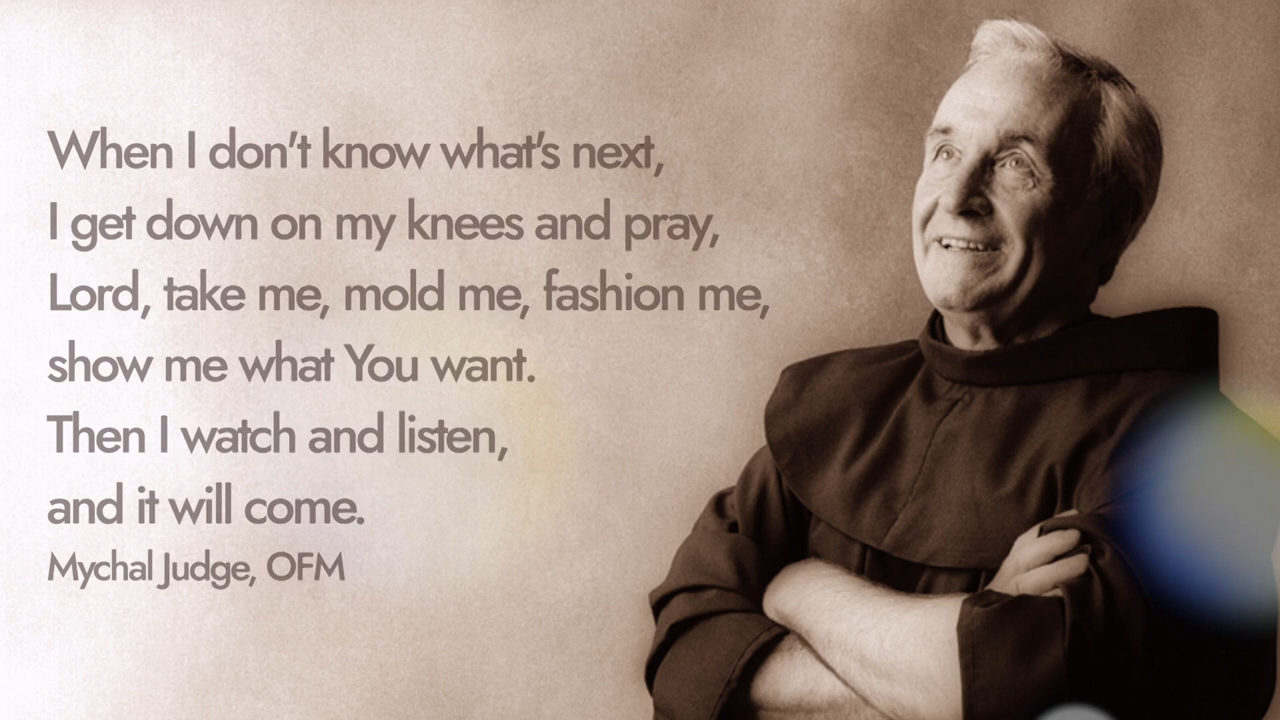 When I don't know what's next,
I get down on my knees and pray,
Lord, take me, mold me, fashion me,
show me what You want.
Then I watch and listen,
and it will come.
Mychal Judge, OFM